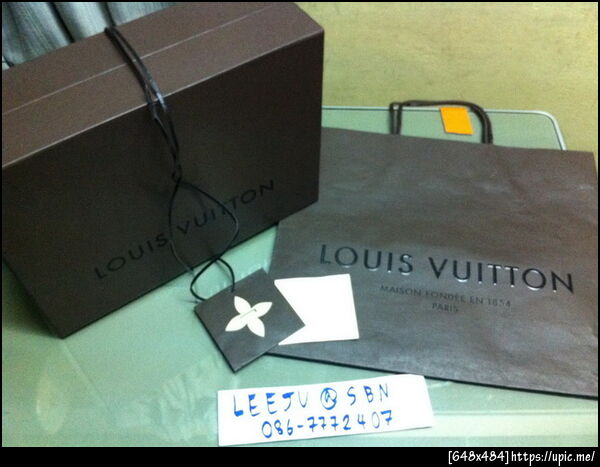 LOUIS VUITTON
LOUIS VUITTON
MAISON FONDÉE EN 1854
PARIS
LEEJU @ SBN
086-7772407
[648x484]https://upic.me/